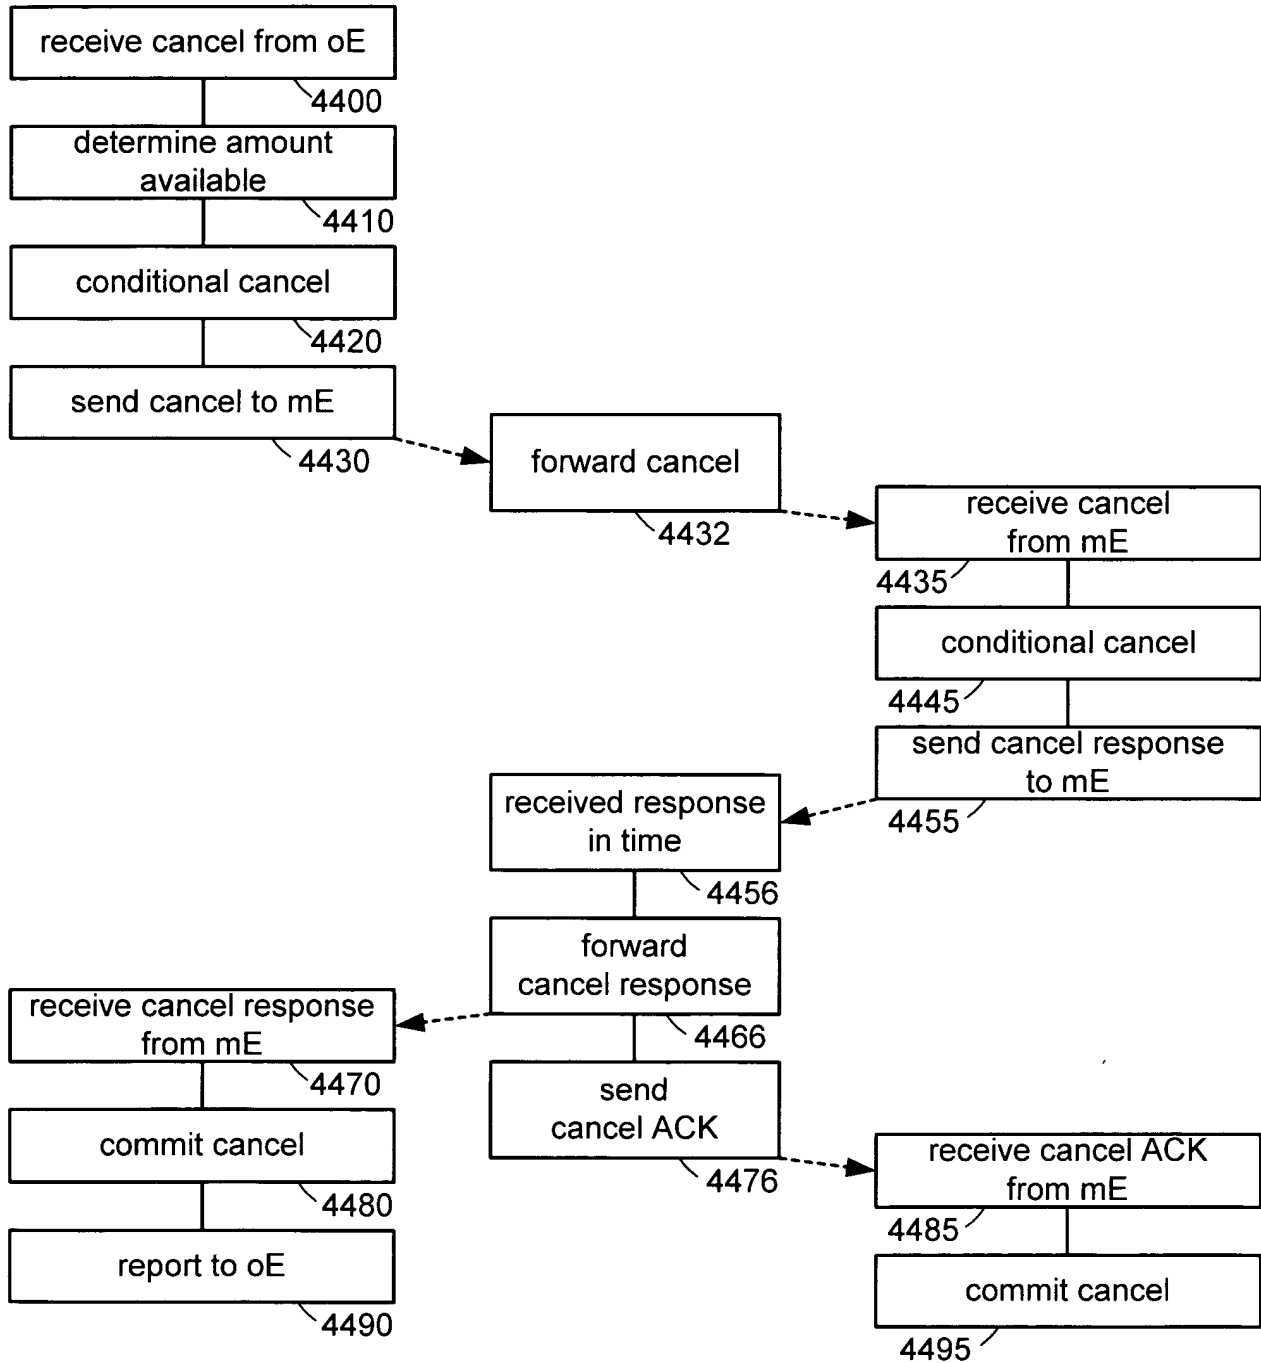 receive cancel from oE
4400
determine amount
available
4410
conditional cancel
4420
send cancel to mE
4430
forward cancel
4432
receive cancel
from mE
4435
conditional cancel
4445
send cancel response
to mE
4455
received response
in time
4456
forward
cancel response
4466
receive cancel response
from mE
4470
send
cancel ACK
4476
commit cancel
4480
receive cancel ACK
from mE
4485
report to oE
4490
commit cancel
4495